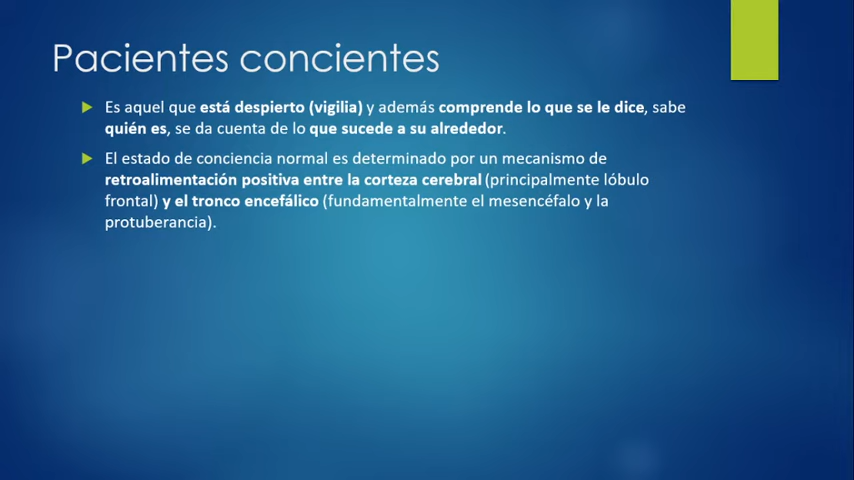 Pacientes concientes
Es aquel que está despierto (vigilia) y además comprende lo que se le dice, sabe
quién es, se da cuenta de lo que sucede a su alrededor.
El estado de conciencia normal es determinado por un mecanismo de
retroalimentación positiva entre la corteza cerebral (principalmente lóbulo
frontal) y el tronco encefálico (fundamentalmente el mesencéfalo y la
protuberancia).